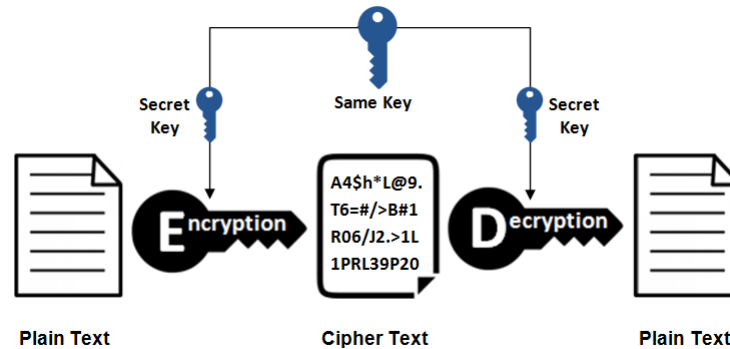 Same Key
Secret
Key
Secret
Key
Encryption
A4$h*L@9.
T6=#/>B#1
R06/J2.>1L
1PRL39P20
Decryption
Plain Text
Cipher Text
Plain Text